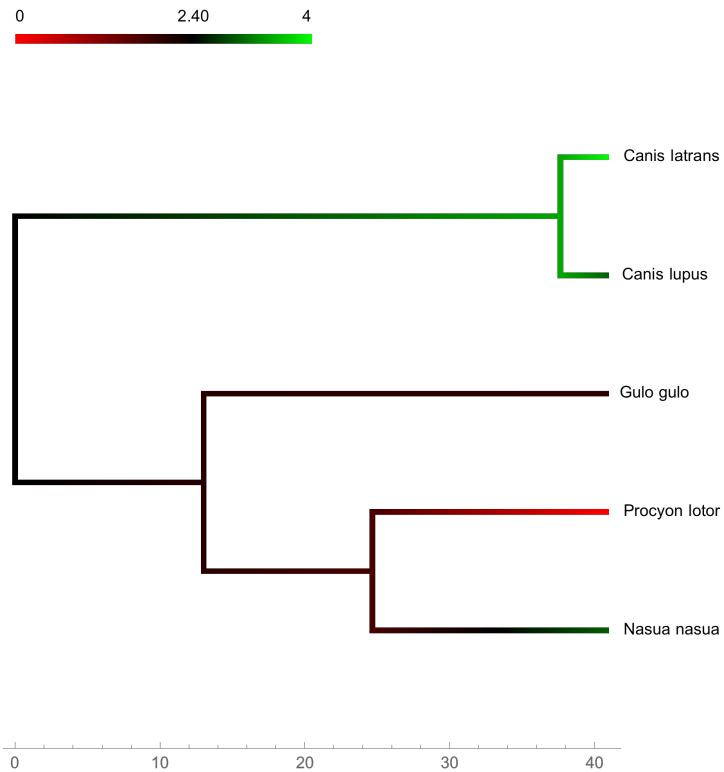 0 2.40 4
Canis latrans
Canis lupus
Gulo gulo
Procyon lotor
Nasua nasua
0 10 20 30 40